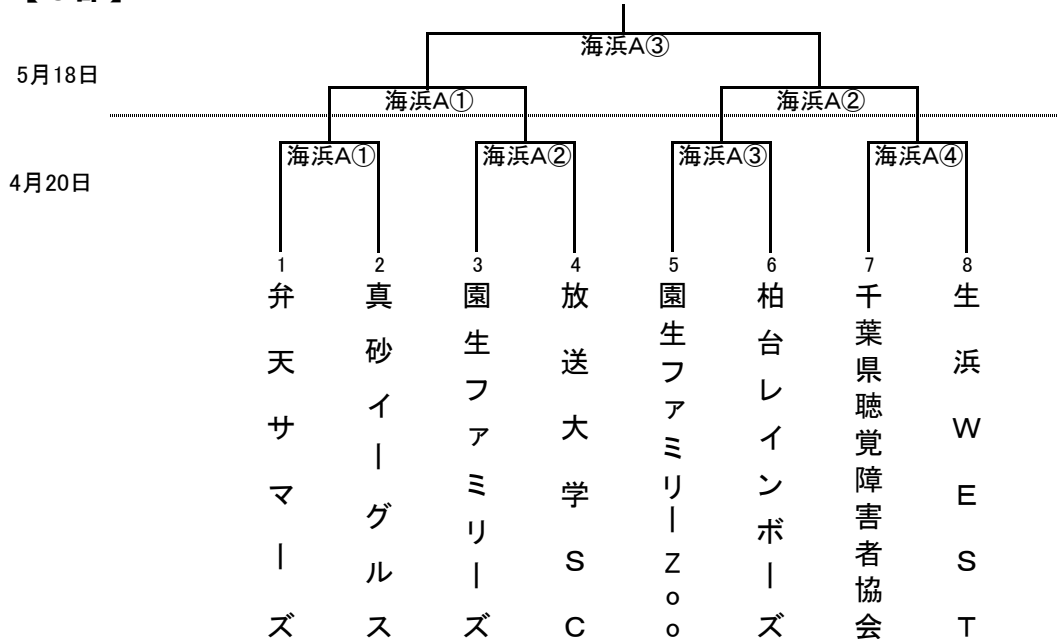 海浜A③
5月18日
海浜A①
海浜A②
海浜A①
海浜A②
海浜A③
海浜A④
4月20日
1
2
3
4
5
6
7
8
弁天サマーズ
真砂イーグルス
園生ファミリーズ
放送大学SC
園生ファミリーZoo
柏台レインボーズ
千葉県聴覚障害者協会
生浜WEST